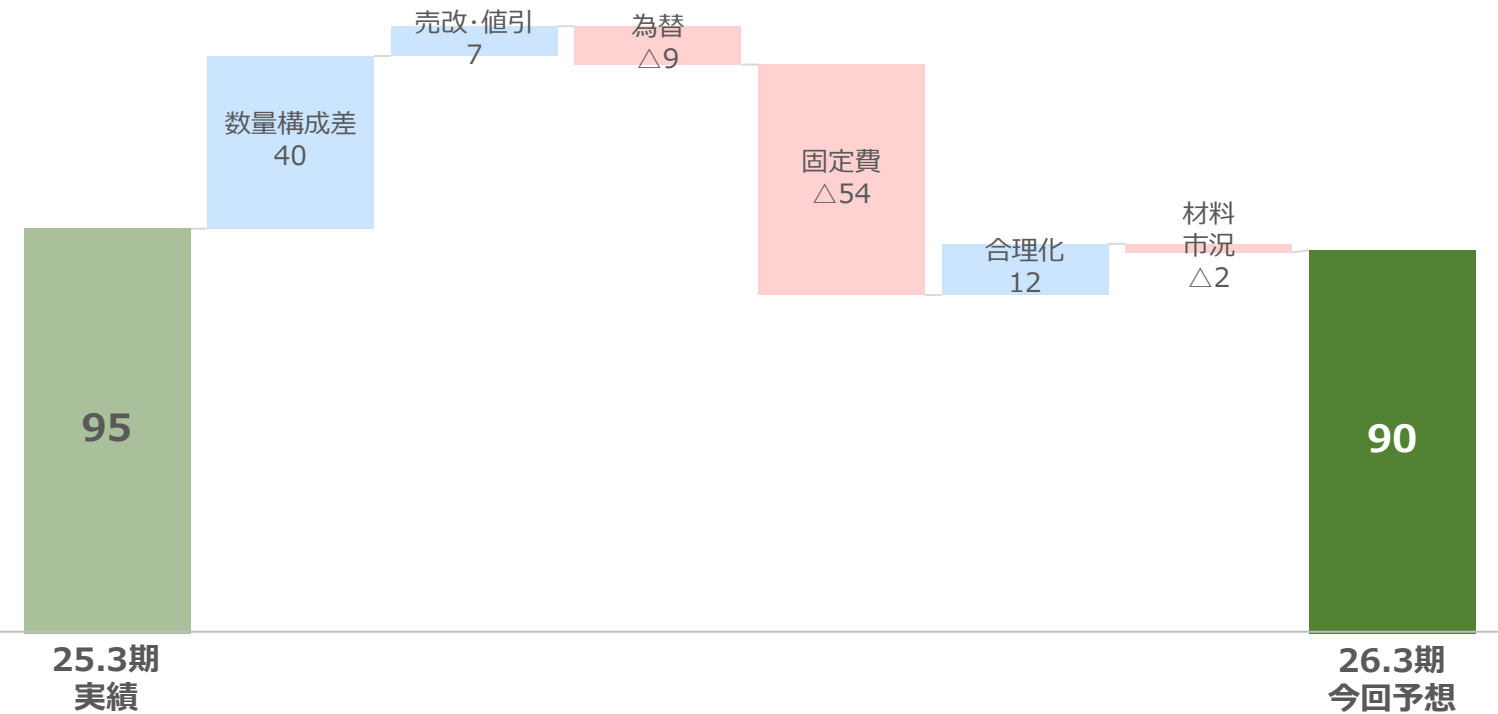 売改・値引
7
為替
△9
数量構成差
40
固定費
△54
材料
市況
△2
合理化
12
95
90
25.3期
実績
26.3期
今回予想